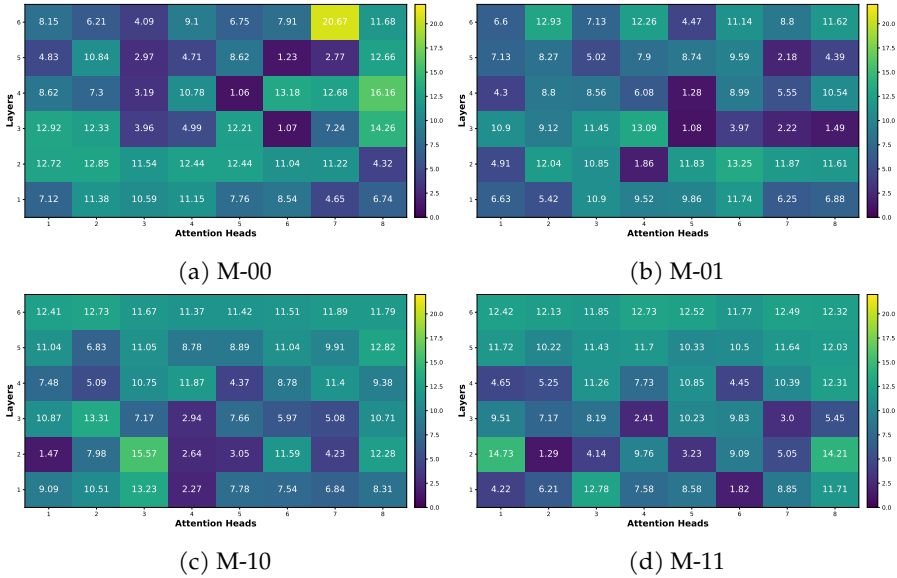 6 8.15 6.21 4.09 9.1 6.75 7.91 20.67 11.68
5 4.83 10.84 2.97 4.71 8.62 1.23 2.77 12.66
4 8.62 7.3 3.19 10.78 1.06 13.18 12.68 16.16
3 12.92 12.33 3.96 4.99 12.21 1.07 7.24 14.26
2 12.72 12.85 11.54 12.44 12.44 11.04 11.22 4.32
1 7.12 11.38 10.59 11.15 7.76 8.54 4.65 6.74
1 2 3 4 5 6 7 8
Layers
Attention Heads
20.0
17.5
15.0
12.5
10.0
7.5
5.0
2.5
0.0
(a) M-00
6 6.6 12.93 7.13 12.26 4.47 11.14 8.8 11.62
5 7.13 8.27 5.02 7.9 8.74 9.59 2.18 4.39
4 4.3 8.8 8.56 6.08 1.28 8.99 5.55 10.54
3 10.9 9.12 11.45 13.09 1.08 3.97 2.22 1.49
2 4.91 12.04 10.85 1.86 11.83 13.25 11.87 11.61
1 6.63 5.42 10.9 9.52 9.86 11.74 6.25 6.88
1 2 3 4 5 6 7 8
Layers
Attention Heads
20.0
17.5
15.0
12.5
10.0
7.5
5.0
2.5
0.0
(b) M-01
6 12.41 12.73 11.67 11.37 11.42 11.51 11.89 11.79
5 11.04 6.83 11.05 8.78 8.89 11.04 9.91 12.82
4 7.48 5.09 10.75 11.87 4.37 8.78 11.4 9.38
3 10.87 13.31 7.17 2.94 7.66 5.97 5.08 10.71
2 1.47 7.98 15.57 2.64 3.05 11.59 4.23 12.28
1 9.09 10.51 13.23 2.27 7.78 7.54 6.84 8.31
1 2 3 4 5 6 7 8
Layers
Attention Heads
20.0
17.5
15.0
12.5
10.0
7.5
5.0
2.5
0.0
(c) M-10
6 12.42 12.13 11.85 12.73 12.52 11.77 12.49 12.32
5 11.72 10.22 11.43 11.7 10.33 10.5 11.64 12.03
4 4.65 5.25 11.26 7.73 10.85 4.45 10.39 12.31
3 9.51 7.17 8.19 2.41 10.23 9.83 3.0 5.45
2 14.73 1.29 4.14 9.76 3.23 9.09 5.05 14.21
1 4.22 6.21 12.78 7.58 8.58 1.82 8.85 11.71
1 2 3 4 5 6 7 8
Layers
Attention Heads
20.0
17.5
15.0
12.5
10.0
7.5
5.0
2.5
0.0
(d) M-11